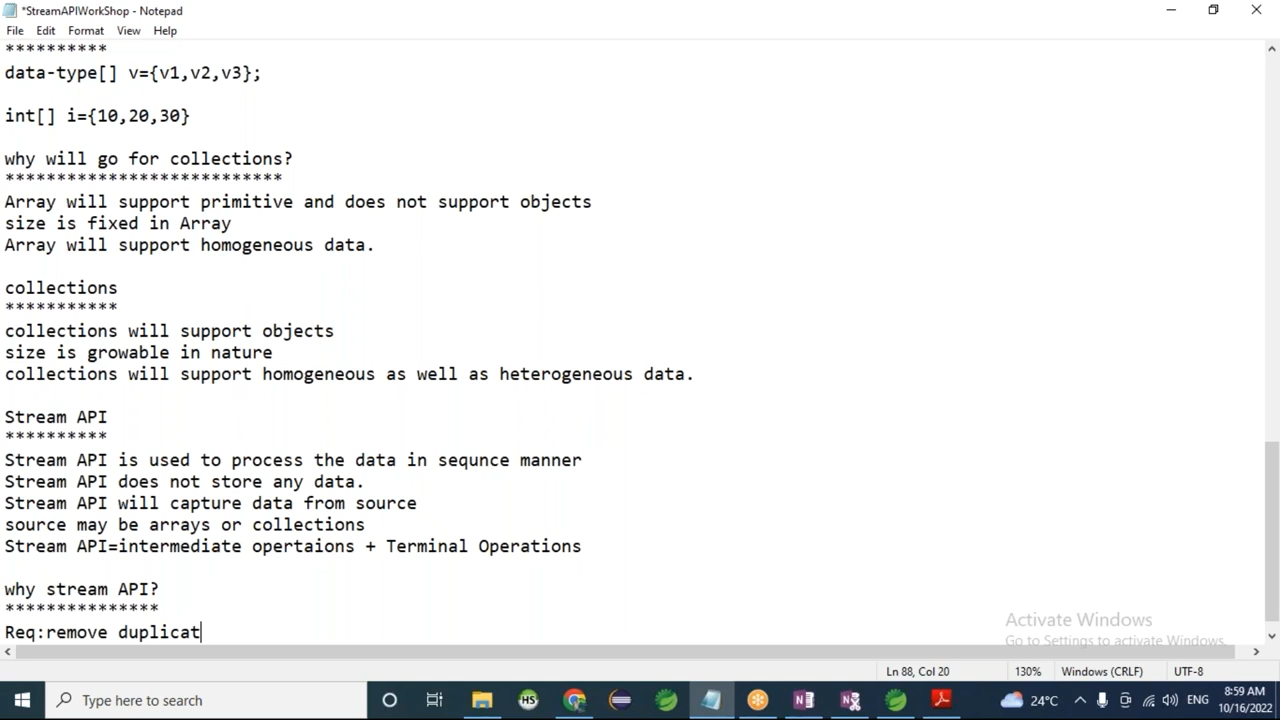 *StreamAPIWorkShop - Notepad
File Edit Format View Help
**********
data-type[] v={v1,v2,v3};
int[] i={10,20,30}
why will go for collections?
***************************
Array will support primitive and does not support objects
size is fixed in Array
Array will support homogeneous data.
collections
***********
collections will support objects
size is growable in nature
collections will support homogeneous as well as heterogeneous data.
Stream API
**********
Stream API is used to process the data in sequnce manner
Stream API does not store any data.
Stream API will capture data from source
source may be arrays or collections
Stream API=intermediate opertaions + Terminal Operations
why stream API?
***************
Req:remove duplicat
Activate Windows
Go to Settings to activate Windows.
Ln 88, Col 20 130% Windows (CRLF) UTF-8
Type here to search
HS
24°C ENG
8:59 AM
10/16/2022